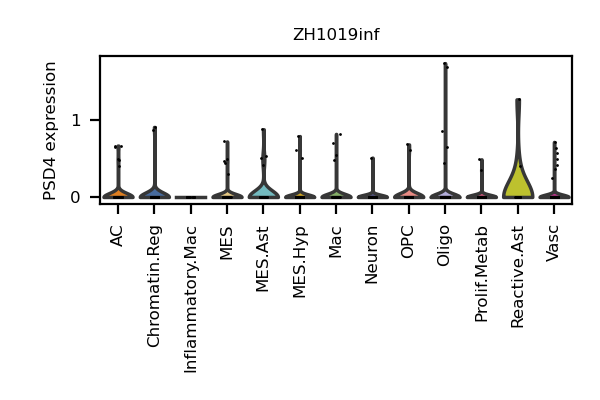 ZH1019inf
PSD4 expression
1
0
AC
Chromatin.Reg
Inflammatory.Mac
MES
MES.Ast
MES.Hyp
Mac
Neuron
OPC
Oligo
Prolif.Metab
Reactive.Ast
Vasc